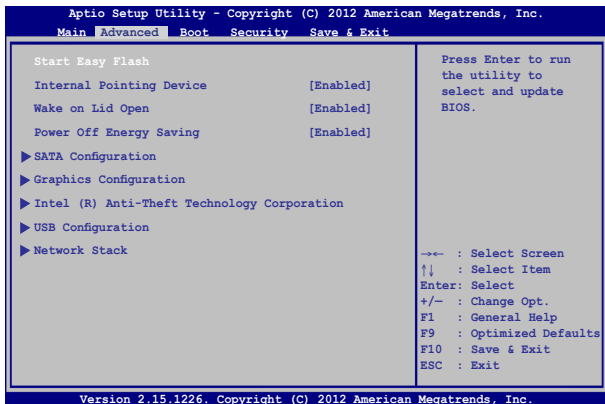 Aptio Setup Utility - Copyright (C) 2012 American Megatrends, Inc.
Main Advanced Boot Security Save & Exit
Start Easy Flash
Internal Pointing Device [Enabled]
Wake on Lid Open [Enabled]
Power Off Energy Saving [Enabled]
SATA Configuration
Graphics Configuration
Intel (R) Anti-Theft Technology Corporation
USB Configuration
Network Stack
Press Enter to run
the utility to
select and update
BIOS.
→← : Select Screen
↑↓ : Select Item
Enter: Select
+/— : Change Opt.
F1 : General Help
F9 : Optimized Defaults
F10 : Save & Exit
ESC : Exit
Version 2.15.1226. Copyright (C) 2012 American Megatrends, Inc.